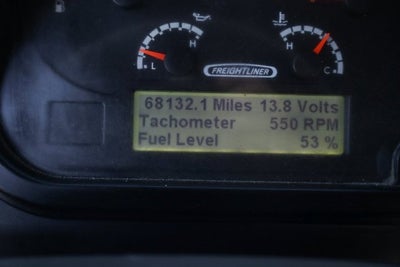 H
H
L
FREIGHTLINER
C
68132.1 Miles 13.8 Volts
Tachometer 550 RPM
Fuel Level 53 %